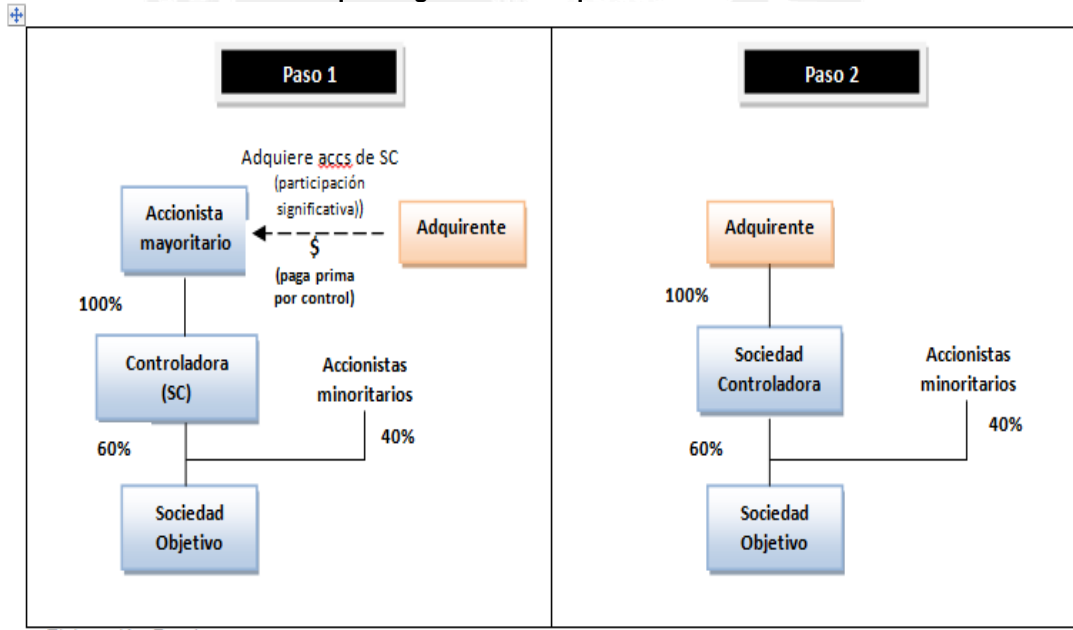 Paso 1
Adquiere accs de SC
(participación
significativa))
Accionista
mayoritario
Adquirente
$
(paga prima
por control)
100%
Controladora
(SC)
Accionistas
minoritarios
60%
40%
Sociedad
Objetivo
Paso 2
Adquirente
100%
Sociedad
Controladora
Accionistas
minoritarios
60%
40%
Sociedad
Objetivo